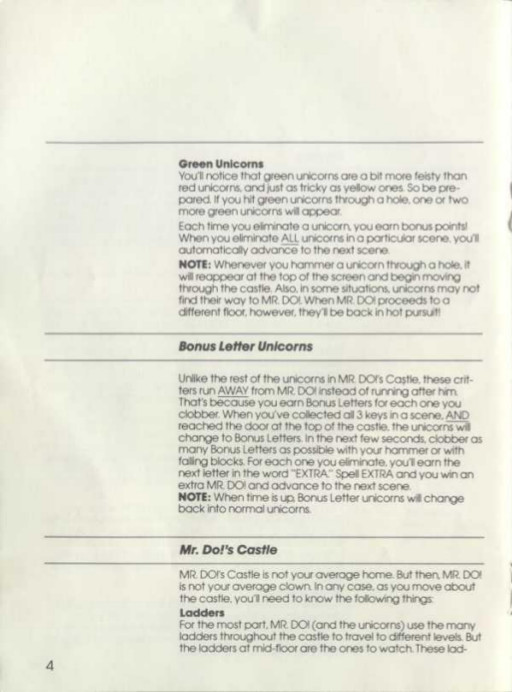 Green Unicorns
You'll notice that green unicorns are a bit more feisty than
red unicorns, and just as tricky as yellow ones. So be pre-
pared. If you hit green unicorns through a hole, one or two
more green unicorns will appear.
Each time you eliminate a unicorn, you earn bonus points!
When you eliminate ALL unicorns in a particular scene, you'll
automatically advance to the next scene.
NOTE: Whenever you hammer a unicorn through a hole, it
will reappear at the top of the screen and begin moving
through the castle. Also, in some situations, unicorns may not
find their way to MR. DO!. When MR. DO! proceeds to a
different floor, however, they'll be back in hot pursuit!
Bonus Letter Unicorns
Unlike the rest of the unicorns in MR. DO!'s Castle, these crit-
ters run AWAY from MR. DO! instead of running after him.
That's because you earn Bonus Letters for each one you
clobber. When you've collected all 3 keys in a scene, AND
reached the door at the top of the castle, the unicorns will
change to Bonus Letters. In the next few seconds, clobber as
many Bonus Letters as possible with your hammer or with
falling blocks. For each one you eliminate, you'll earn the
next letter in the word "EXTRA." Spell EXTRA and you win an
extra MR. DO! and advance to the next scene.
NOTE: When time is up, Bonus Letter unicorns will change
back into normal unicorns.
Mr. Do!'s Castle
MR. DO!'s Castle is not your average home. But then, MR. DO!
is not your average clown. In any case, as you move about
the castle, you'll need to know the following things:
Ladders
For the most part, MR. DO! (and the unicorns) use the many
ladders throughout the castle to travel to different levels. But
the ladders at mid-floor are the ones to watch. These lad-
4